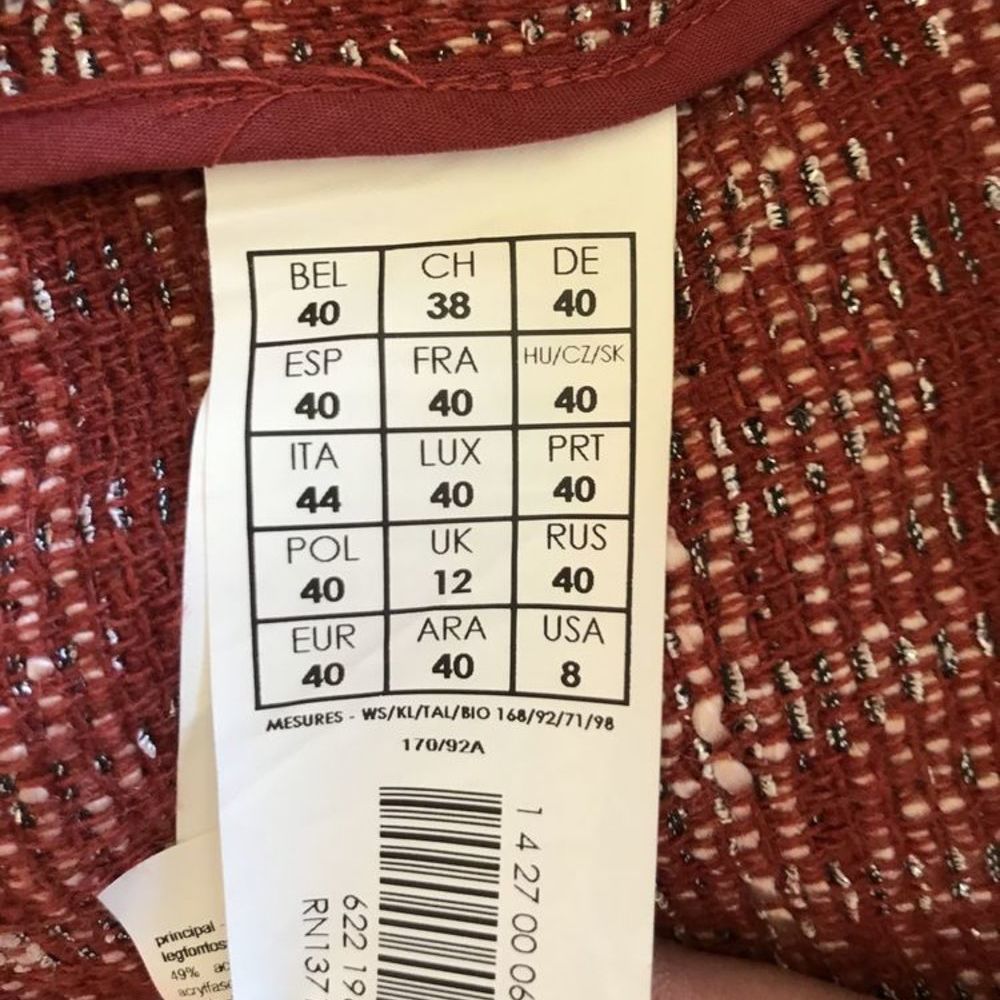 BEL CH DE
40 38 40
ESP FRA HU/CZ/SK
40 40 40
ITA LUX PRT
44 40 40
POL UK RUS
40 12 40
EUR ARA USA
40 40 8
MESURES - WS/KL/TAL/BIO 168/92/71/98
170/92A
1 427 00 06
622 19
RN137
principal -
legfontos
49% ac